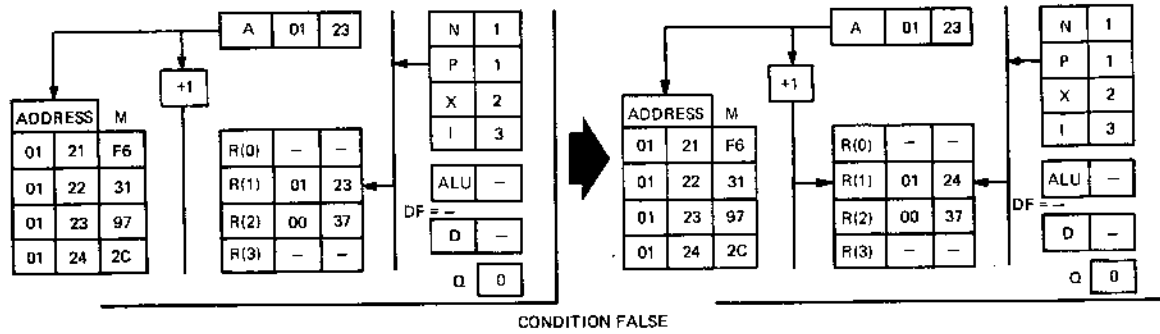 A 01 23
+1
N 1
P 1
X 2
I 3
ADDRESS M
01 21 F6
01 22 31
01 23 97
01 24 2C
R(0) – –
R(1) 01 23
R(2) 00 37
R(3) – –
ALU –
DF = –
D –
Q 0
A 01 23
+1
N 1
P 1
X 2
I 3
ADDRESS M
01 21 F6
01 22 31
01 23 97
01 24 2C
R(0) – –
R(1) 01 24
R(2) 00 37
R(3) – –
ALU –
DF = –
D –
Q 0
CONDITION FALSE